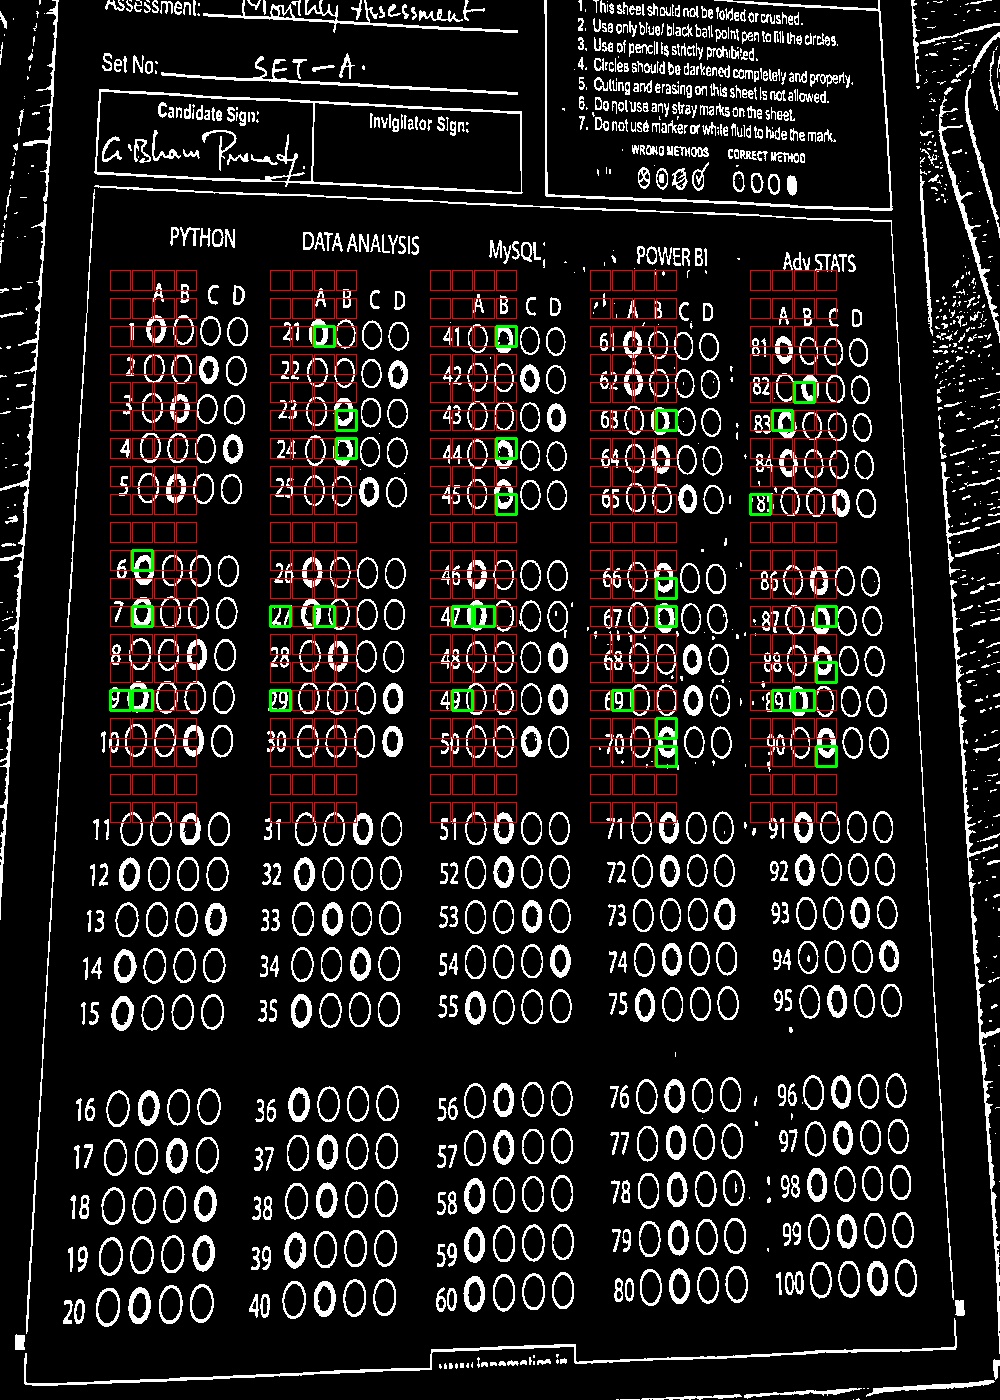 Assessment: Monthly Assessment
Set No: SET-A.
Candidate Sign:
Invigilator Sign:
1. This sheet should not be folded or crushed.
2. Use only blue/ black ball point pen to fill the circles.
3. Use of pencil is strictly prohibited.
4. Circles should be darkened completely and properly.
5. Cutting and erasing on this sheet is not allowed.
6. Do not use any stray marks on the sheet.
7. Do not use marker or white fluid to hide the mark.
WRONG METHODS CORRECT METHOD
PYTHON DATA ANALYSIS MySQL POWER BI Adv STATS
A B C D A B C D A B C D A B C D A B C D
1 21 41 61 81
2 22 42 62 82
3 23 43 63 83
4 24 44 64 84
5 25 45 65 85
6 26 46 66 86
7 27 47 67 87
8 28 48 68 88
9 29 49 69 89
10 30 50 70 90
11 31 51 71 91
12 32 52 72 92
13 33 53 73 93
14 34 54 74 94
15 35 55 75 95
16 36 56 76 96
17 37 57 77 97
18 38 58 78 98
19 39 59 79 99
20 40 60 80 100